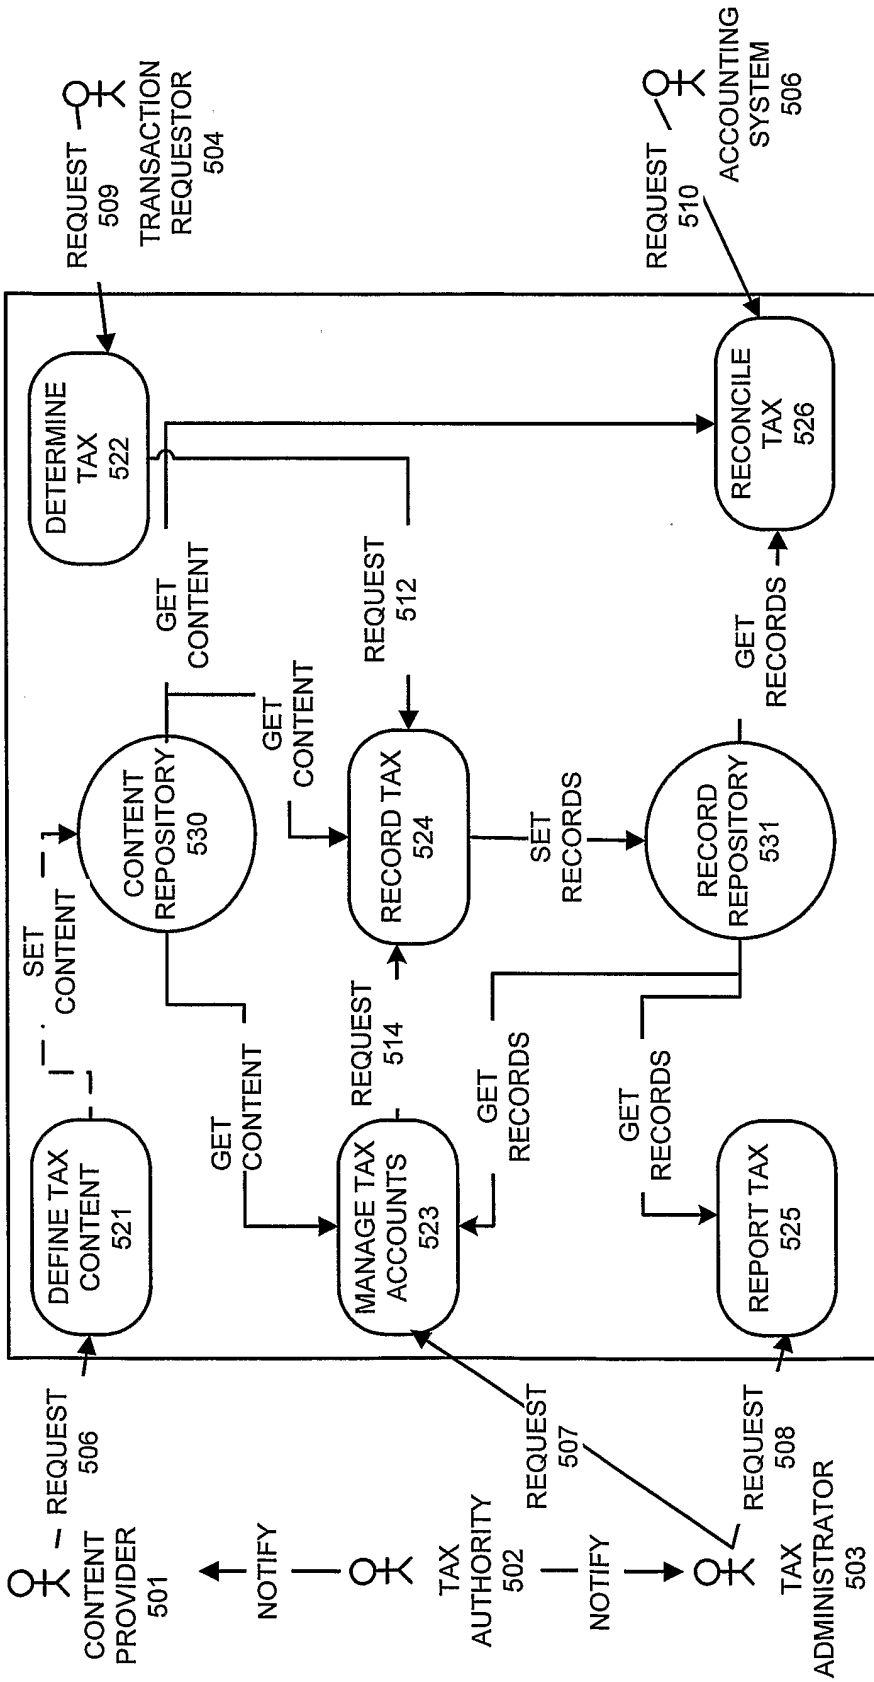 CONTENT
PROVIDER
501
REQUEST
506
NOTIFY
TAX
AUTHORITY
502
NOTIFY
TAX
ADMINISTRATOR
503
REQUEST
507
REQUEST
508
DEFINE TAX
CONTENT
521
SET
CONTENT
CONTENT
REPOSITORY
530
GET
CONTENT
GET
CONTENT
GET
CONTENT
DETERMINE
TAX
522
REQUEST
509
TRANSACTION
REQUESTOR
504
MANAGE TAX
ACCOUNTS
523
REQUEST
514
RECORD TAX
524
REQUEST
512
GET
RECORDS
SET
RECORDS
REPORT TAX
525
GET
RECORDS
RECORD
REPOSITORY
531
GET
RECORDS
RECONCILE
TAX
526
REQUEST
510
ACCOUNTING
SYSTEM
506